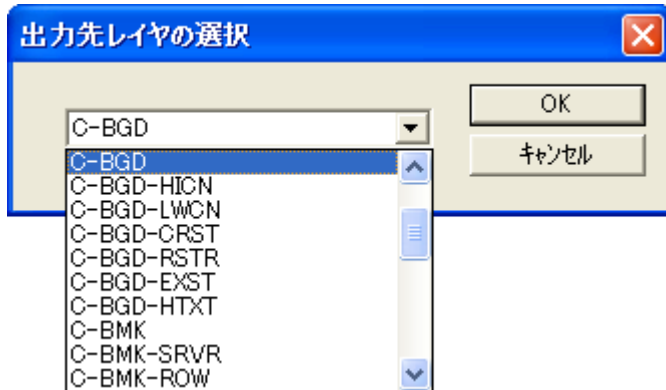 出力先レイヤの選択
C-BGD
OK
キャンセル
C-BGD
C-BGD-HICN
C-BGD-LWCN
C-BGD-CRST
C-BGD-RSTR
C-BGD-EXST
C-BGD-HTXT
C-BMK
C-BMK-SRVR
C-BMK-ROW